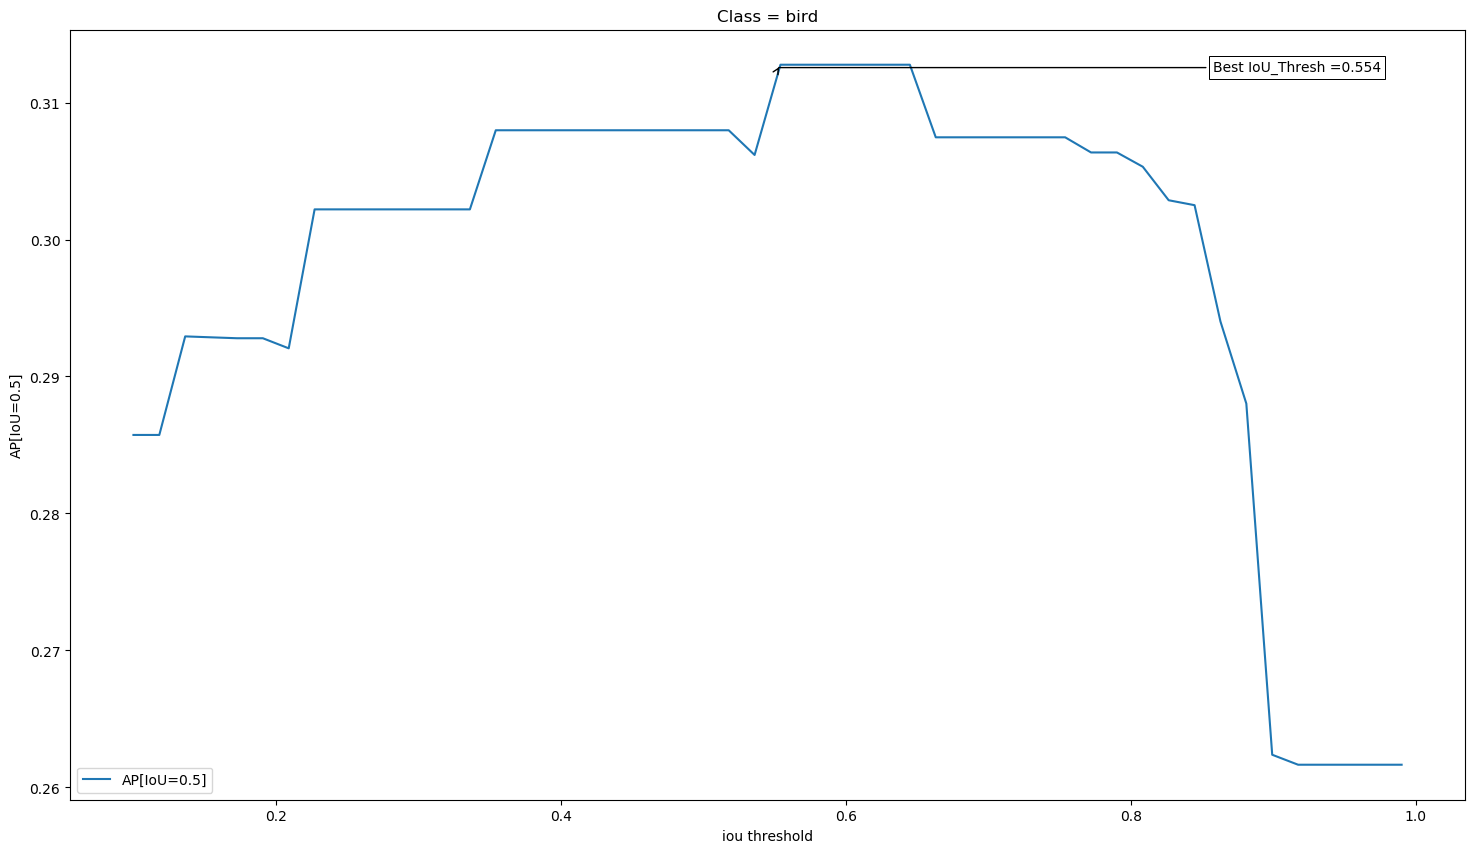 Class = bird
Best IoU_Thresh =0.554
0.31
0.30
0.29
0.28
0.27
0.26
AP[IoU=0.5]
AP[IoU=0.5]
0.2 0.4 0.6 0.8 1.0
iou threshold